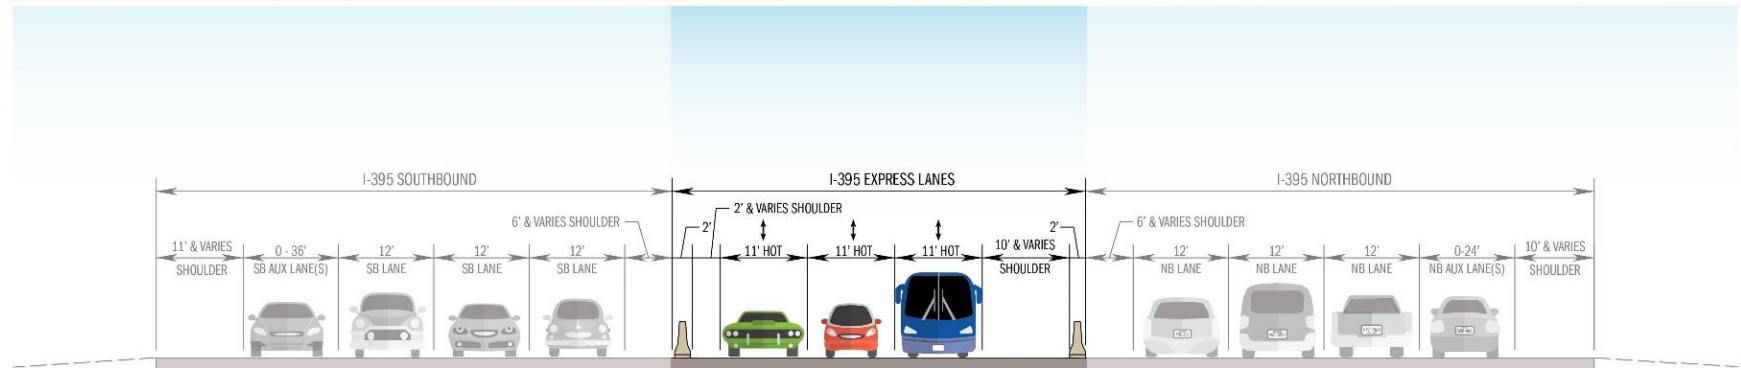 I-395 SOUTHBOUND
I-395 EXPRESS LANES
I-395 NORTHBOUND
6' & VARIES SHOULDER
2'
2' & VARIES SHOULDER
2'
6' & VARIES SHOULDER
11' & VARIES
SHOULDER
0 - 36'
SB AUX LANE(S)
12'
SB LANE
12'
SB LANE
12'
SB LANE
11' HOT
11' HOT
11' HOT
10' & VARIES
SHOULDER
12'
NB LANE
12'
NB LANE
12'
NB LANE
0-24'
NB AUX LANE(S)
10' & VARIES
SHOULDER